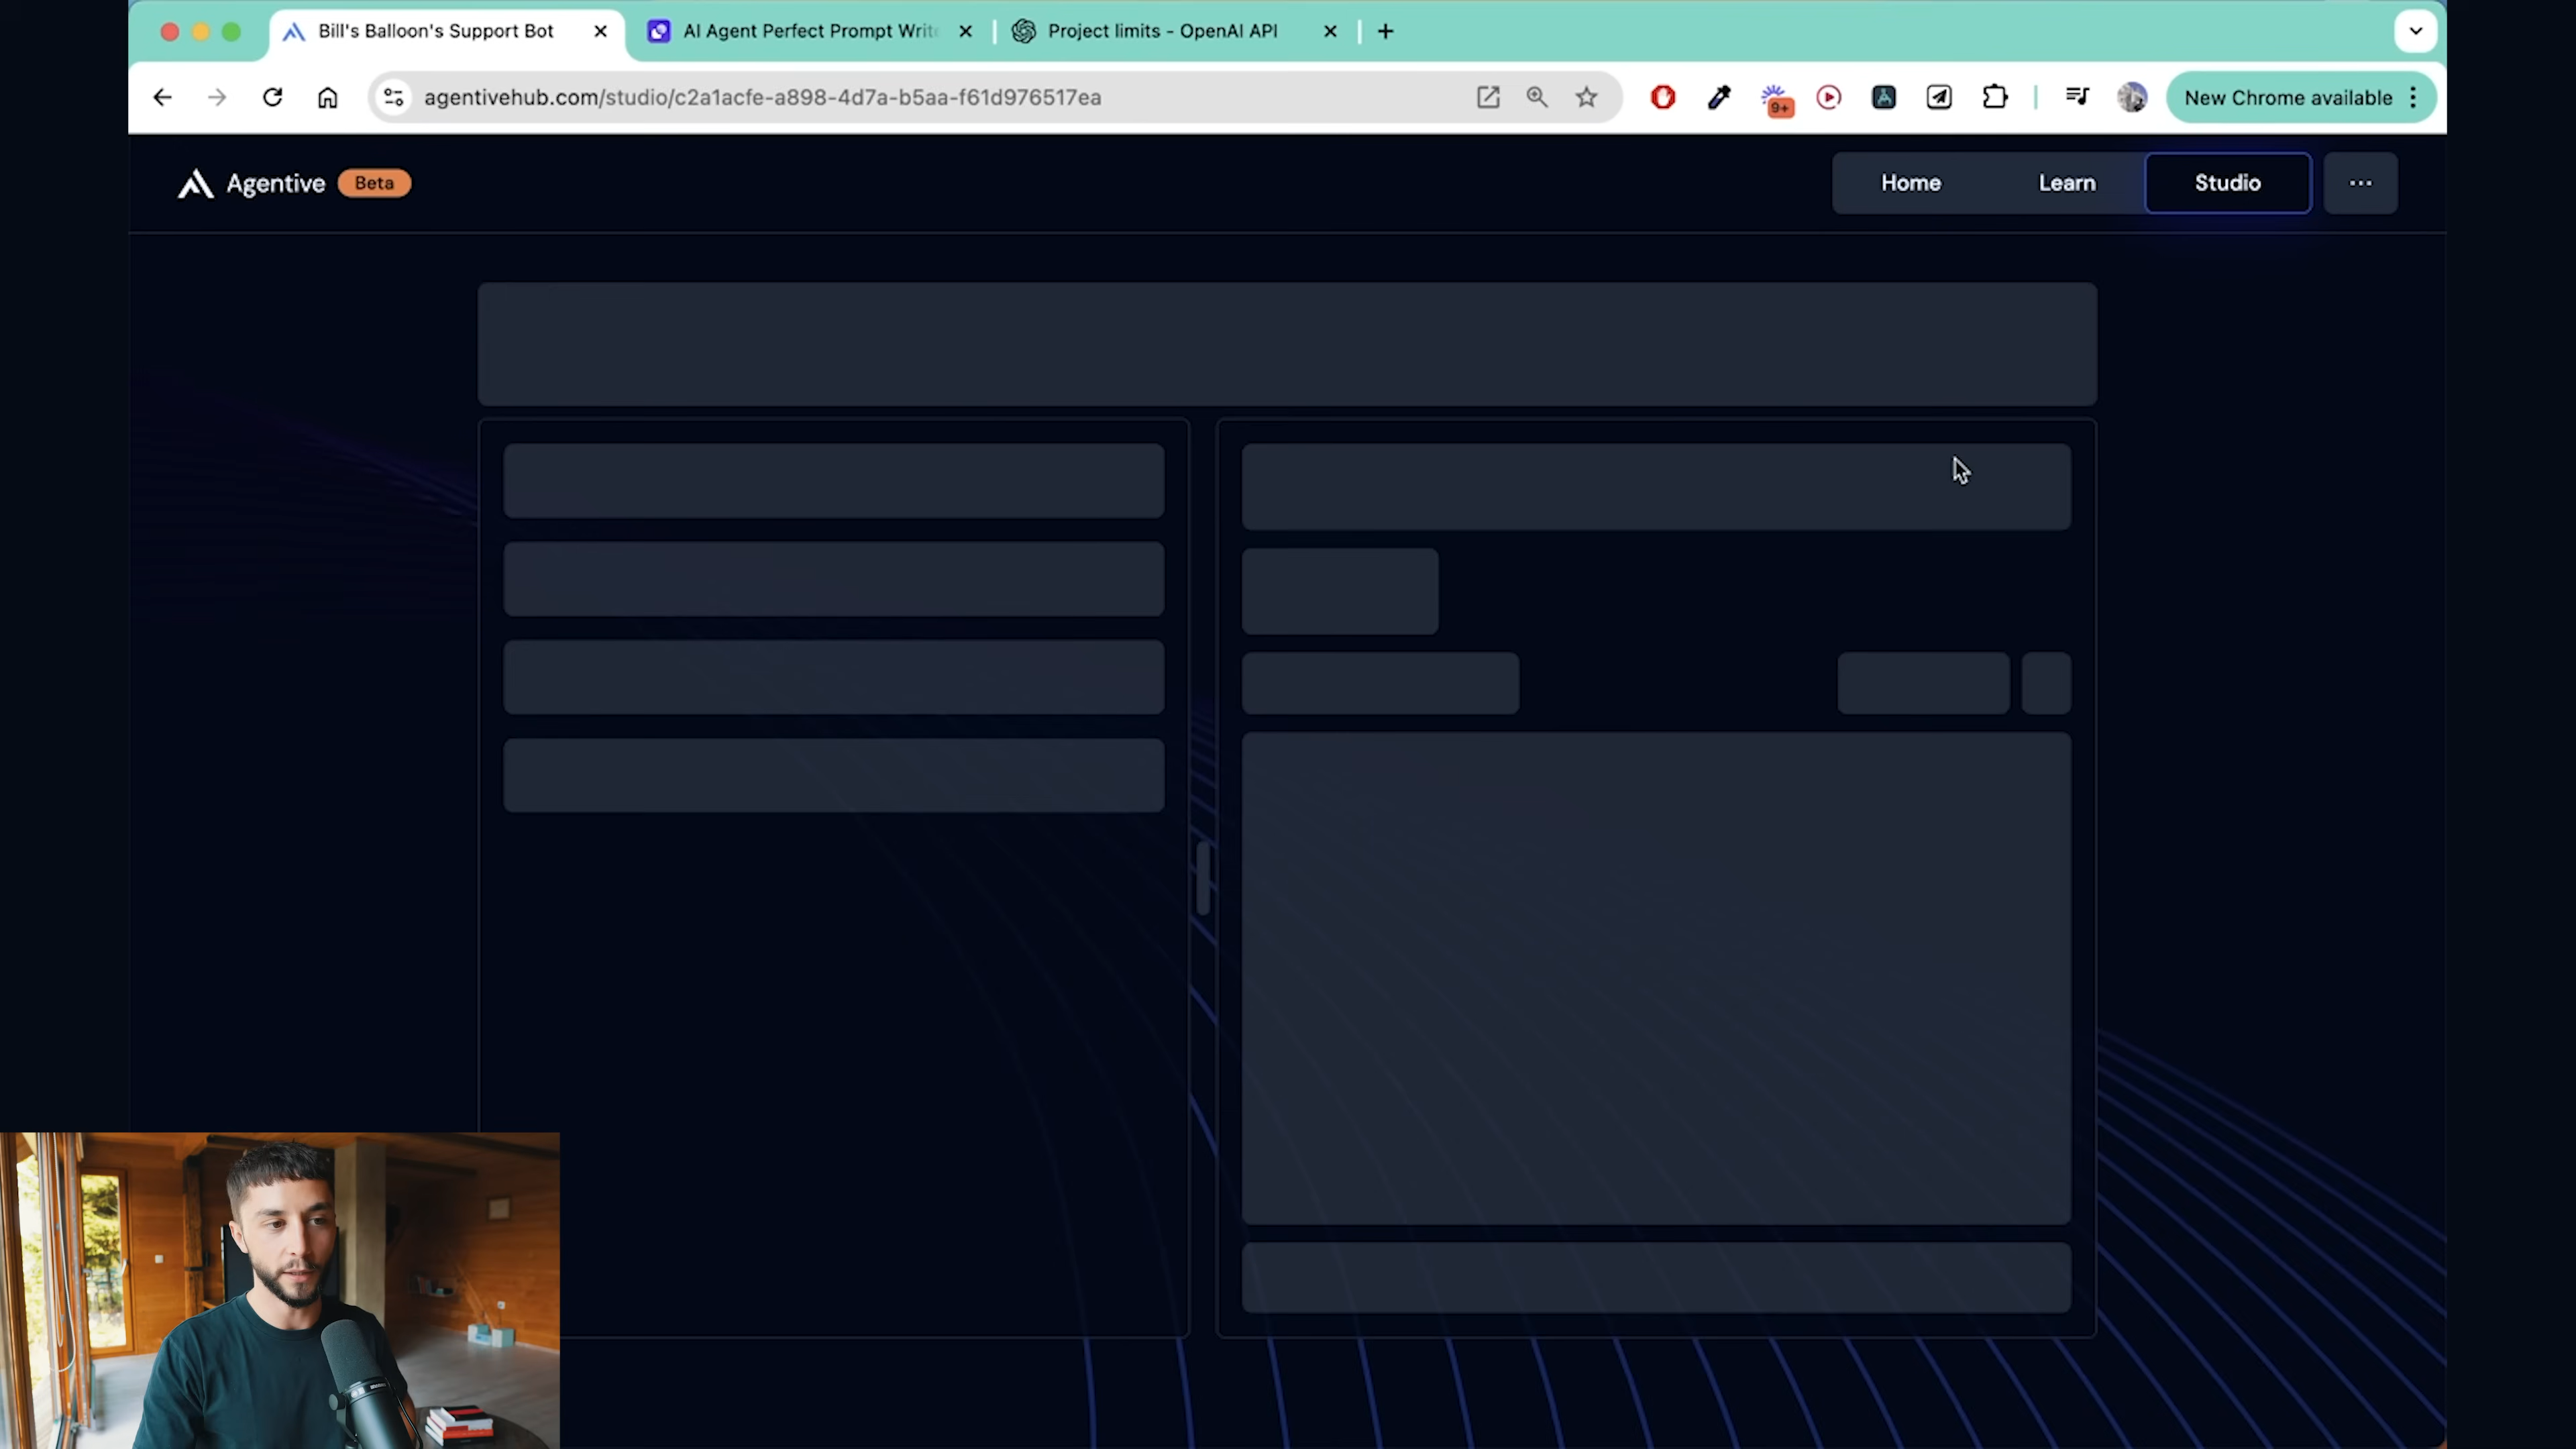 Bill's Balloon's Support Bot
AI Agent Perfect Prompt Write
Project limits - OpenAI API
agentivehub.com/studio/c2a1acfe-a898-4d7a-b5aa-f61d976517ea
9+
New Chrome available
Agentive
Beta
Home
Learn
Studio